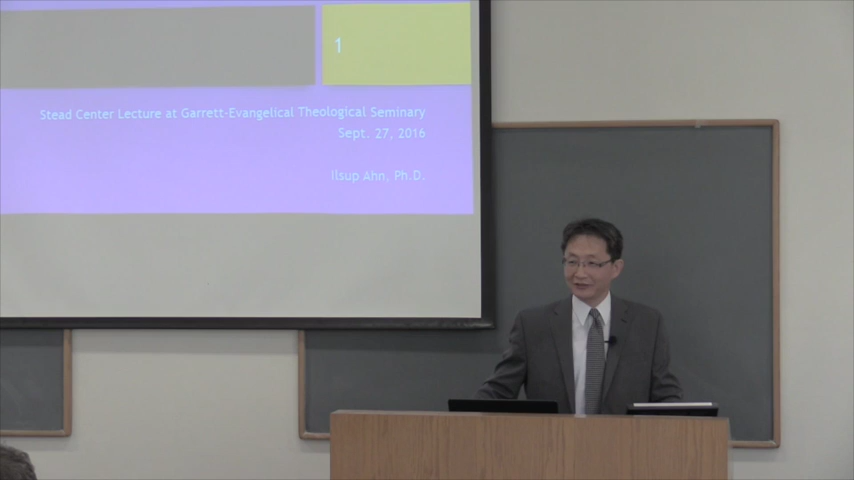 1
Stead Center Lecture at Garrett-Evangelical Theological Seminary
Sept. 27, 2016
Ilsup Ahn, Ph.D.